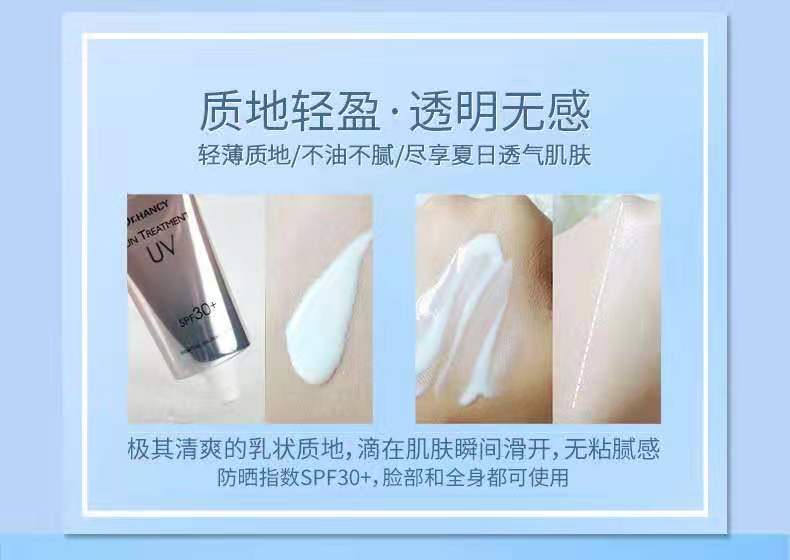 质地轻盈·透明无感
轻薄质地/不油不腻/尽享夏日透气肌肤
Dr.HANCY
TREATMENT
UV
SPF30+
极其清爽的乳状质地,滴在肌肤瞬间滑开,无粘腻感
防晒指数SPF30+,脸部和全身都可使用